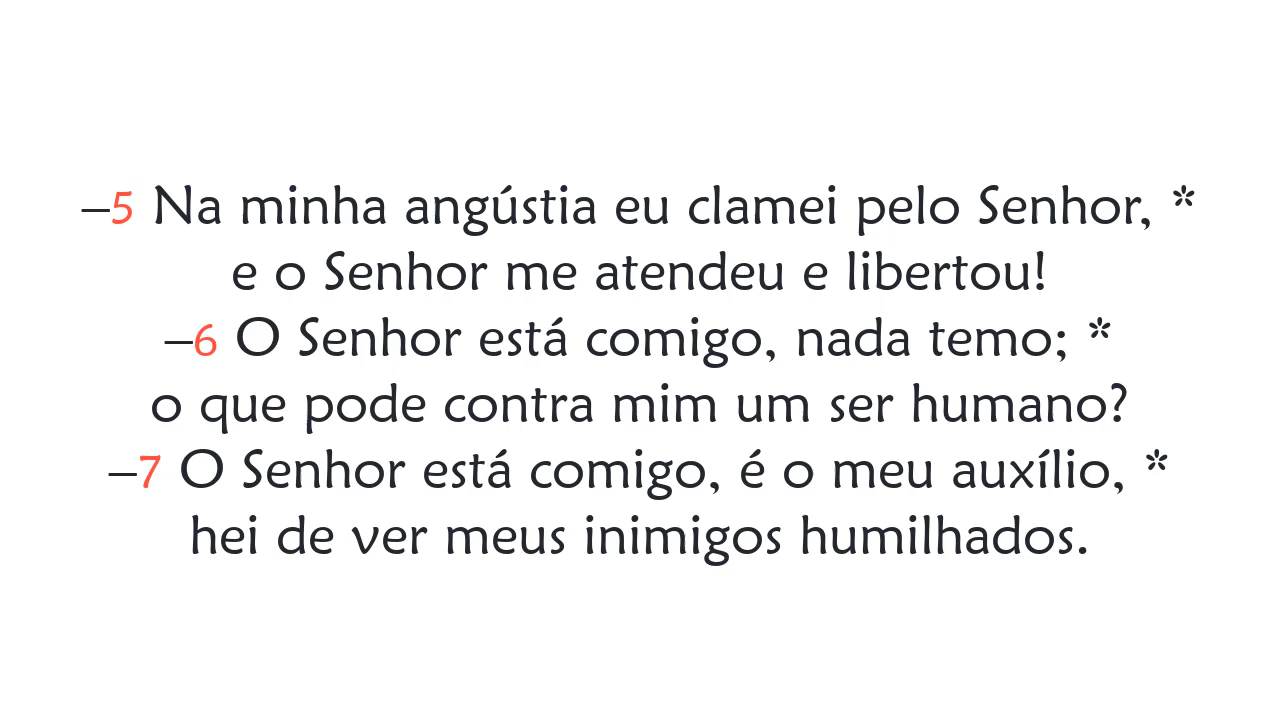 –5 Na minha angústia eu clamei pelo Senhor, *
e o Senhor me atendeu e libertou!
–6 O Senhor está comigo, nada temo; *
o que pode contra mim um ser humano?
–7 O Senhor está comigo, é o meu auxílio, *
hei de ver meus inimigos humilhados.